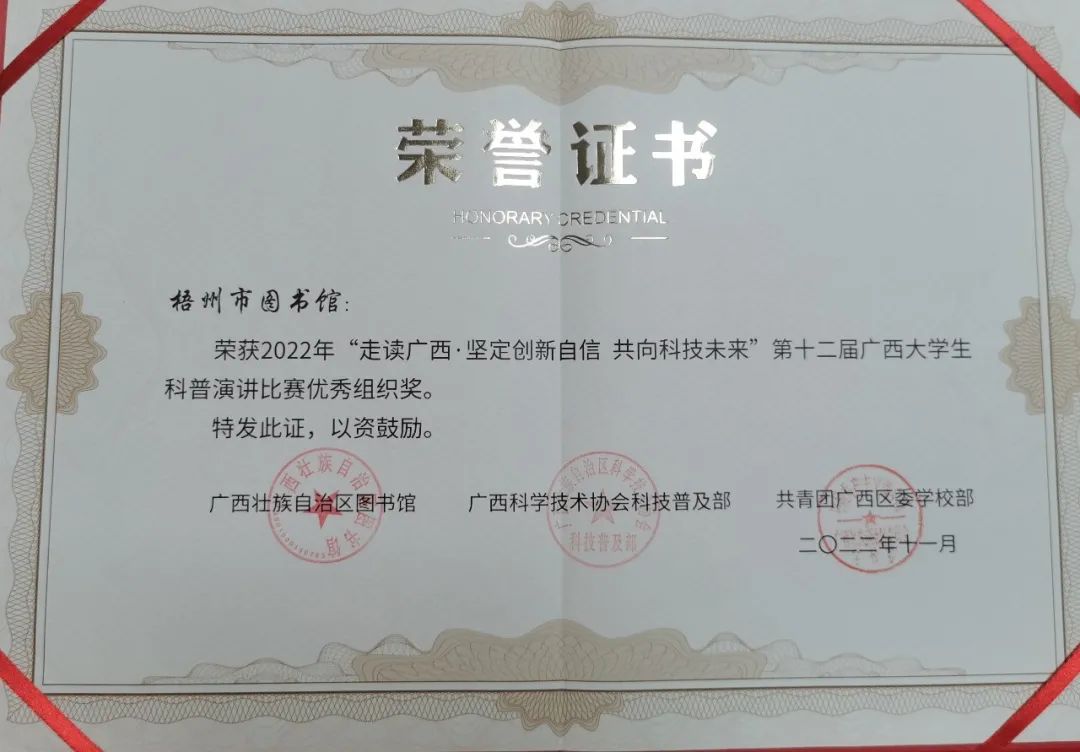 荣誉证书
HONORARY CREDENTIAL
梧州市图书馆：
荣获2022年“走读广西·坚定创新自信 共向科技未来”第十二届广西大学生
科普演讲比赛优秀组织奖。
特发此证，以资鼓励。
广西壮族自治区图书馆 广西科学技术协会科技普及部 共青团广西区委学校部
科技普及部
二〇二二年十一月